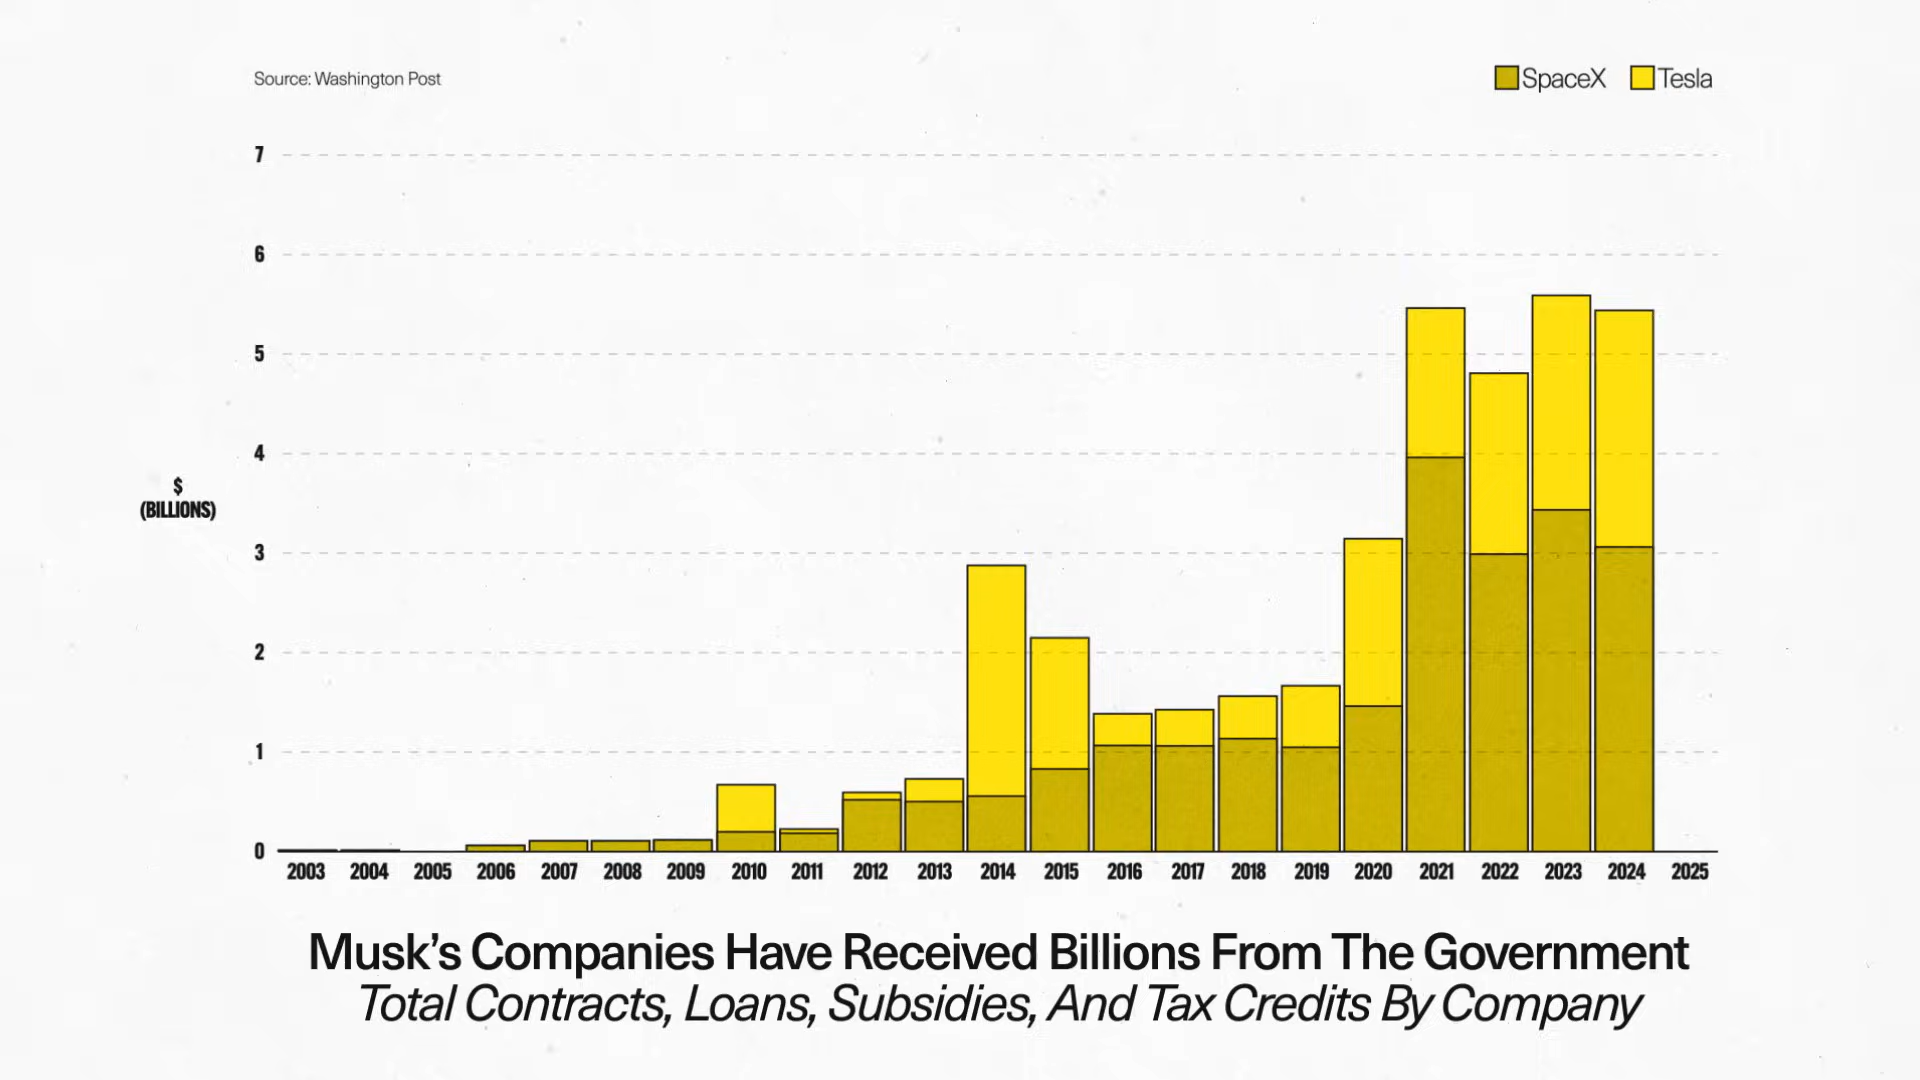 Source: Washington Post
SpaceX Tesla
7
6
5
4
$
(BILLIONS)
3
2
1
0
2003 2004 2005 2006 2007 2008 2009 2010 2011 2012 2013 2014 2015 2016 2017 2018 2019 2020 2021 2022 2023 2024 2025
Musk's Companies Have Received Billions From The Government
Total Contracts, Loans, Subsidies, And Tax Credits By Company